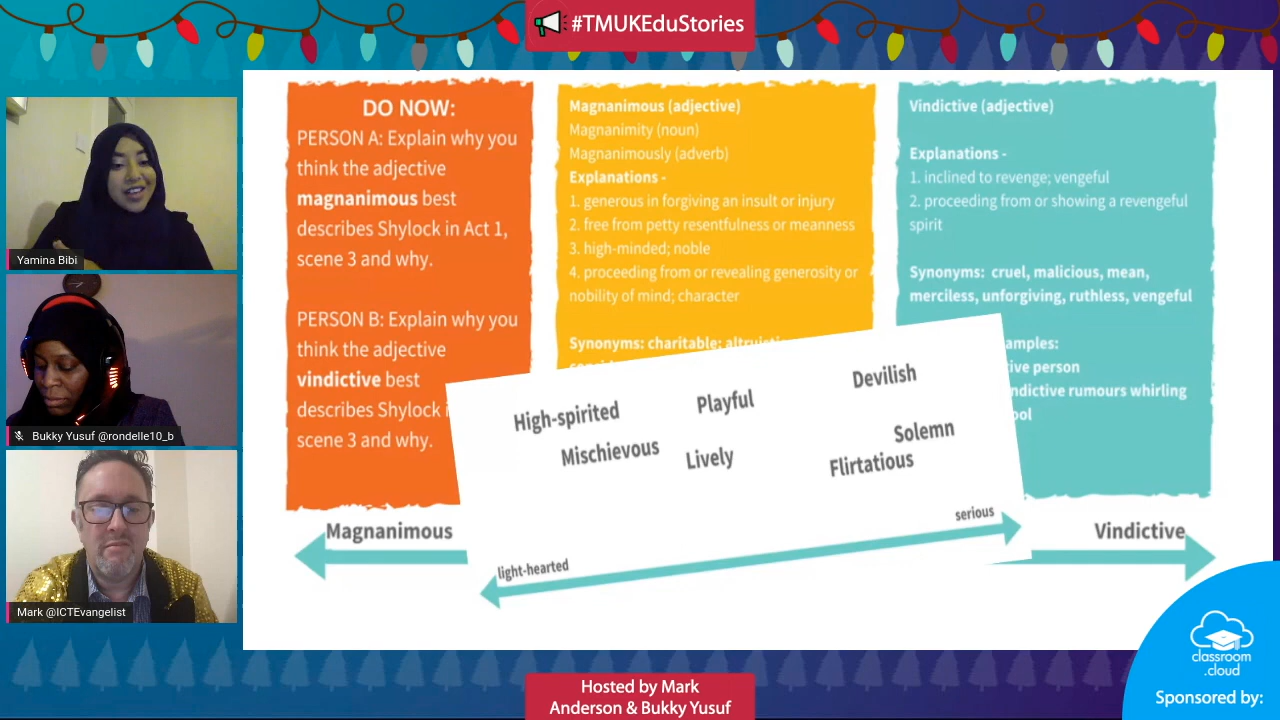 #TMUKEduStories
Yamina Bibi
Bukky Yusuf @rondelle10_b
Mark @ICTEvangelist
DO NOW:
PERSON A: Explain why you
think the adjective
magnanimous best
describes Shylock in Act 1,
scene 3 and why.
PERSON B: Explain why you
think the adjective
vindictive best
describes Shylock
scene 3 and why.
Magnanimous (adjective)
Magnanimity (noun)
Magnanimously (adverb)
Explanations -
1. generous in forgiving an insult or injury
2. free from petty resentfulness or meanness
3. high-minded; noble
4. proceeding from or revealing generosity or
nobility of mind; character
Synonyms: charitable;
Vindictive (adjective)
Explanations -
1. inclined to revenge; vengeful
2. proceeding from or showing a revengeful
spirit
Synonyms: cruel, malicious, mean,
merciless, unforgiving, ruthless, vengeful
amples:
ive person
ndictive rumours whirling
ool
High-spirited
Playful
Devilish
Mischievous
Lively
Solemn
Flirtatious
light-hearted
serious
Magnanimous
Vindictive
classroom
.cloud
Sponsored by:
Hosted by Mark
Anderson & Bukky Yusuf